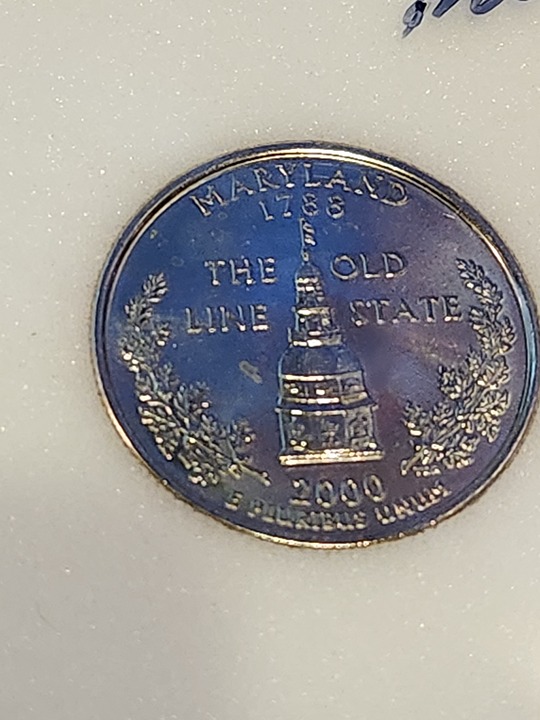 MARYLAND
1788
THE OLD
LINE STATE
2000
E PLURIBUS UNUM